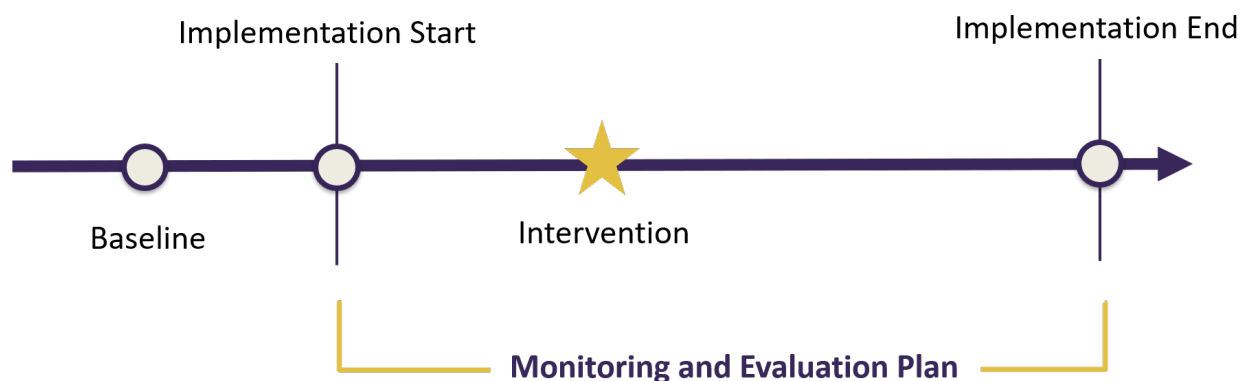 Implementation Start
Implementation End
Baseline
Intervention
Monitoring and Evaluation Plan